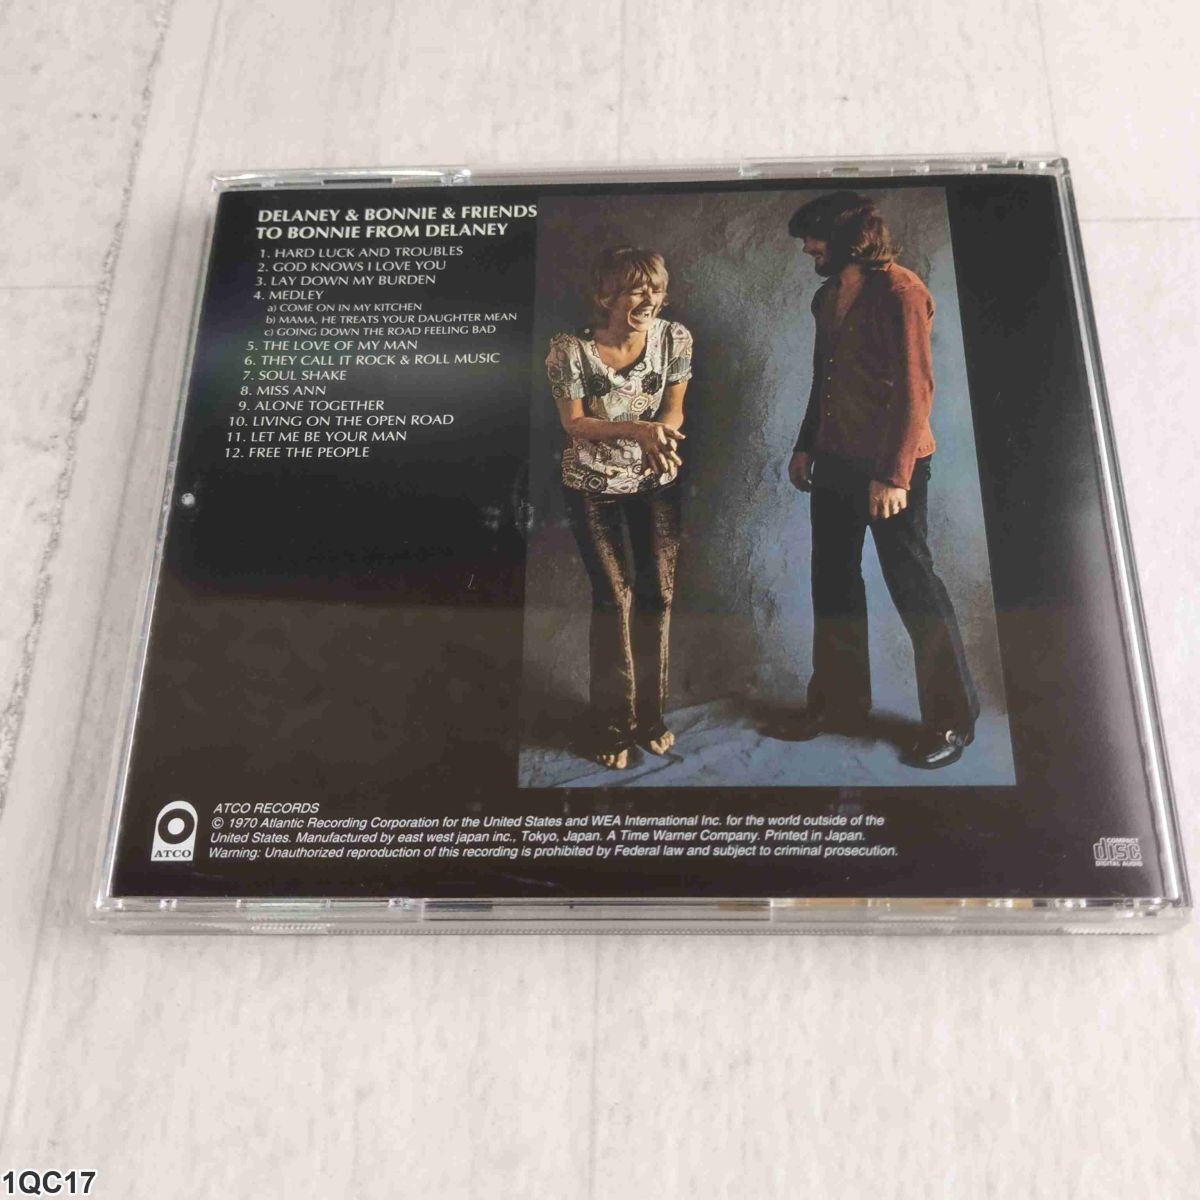 DELANEY & BONNIE & FRIENDS
TO BONNIE FROM DELANEY
1. HARD LUCK AND TROUBLES
2. GOD KNOWS I LOVE YOU
3. LAY DOWN MY BURDEN
4. MEDLEY
a) COME ON IN MY KITCHEN
b) MAMA, HE TREATS YOUR DAUGHTER MEAN
c) GOING DOWN THE ROAD FEELING BAD
5. THE LOVE OF MY MAN
6. THEY CALL IT ROCK & ROLL MUSIC
7. SOUL SHAKE
8. MISS ANN
9. ALONE TOGETHER
10. LIVING ON THE OPEN ROAD
11. LET ME BE YOUR MAN
12. FREE THE PEOPLE
ATCO RECORDS
© 1970 Atlantic Recording Corporation for the United States and WEA International Inc. for the world outside of the
United States. Manufactured by east west japan inc., Tokyo, Japan. A Time Warner Company. Printed in Japan.
Warning: Unauthorized reproduction of this recording is prohibited by Federal law and subject to criminal prosecution.
ATCO
COMPACT
disc
DIGITAL AUDIO
1QC17